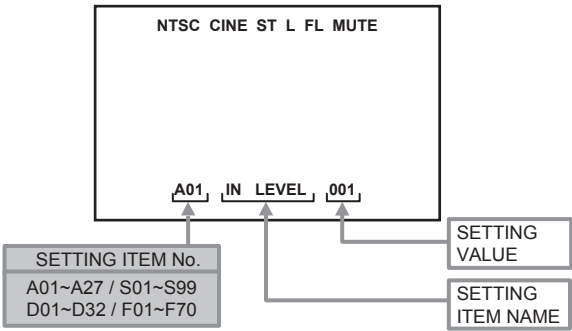 NTSC CINE ST L FL MUTE
A01 IN LEVEL 001
SETTING ITEM No.
A01~A27 / S01~S99
D01~D32 / F01~F70
SETTING
VALUE
SETTING
ITEM NAME